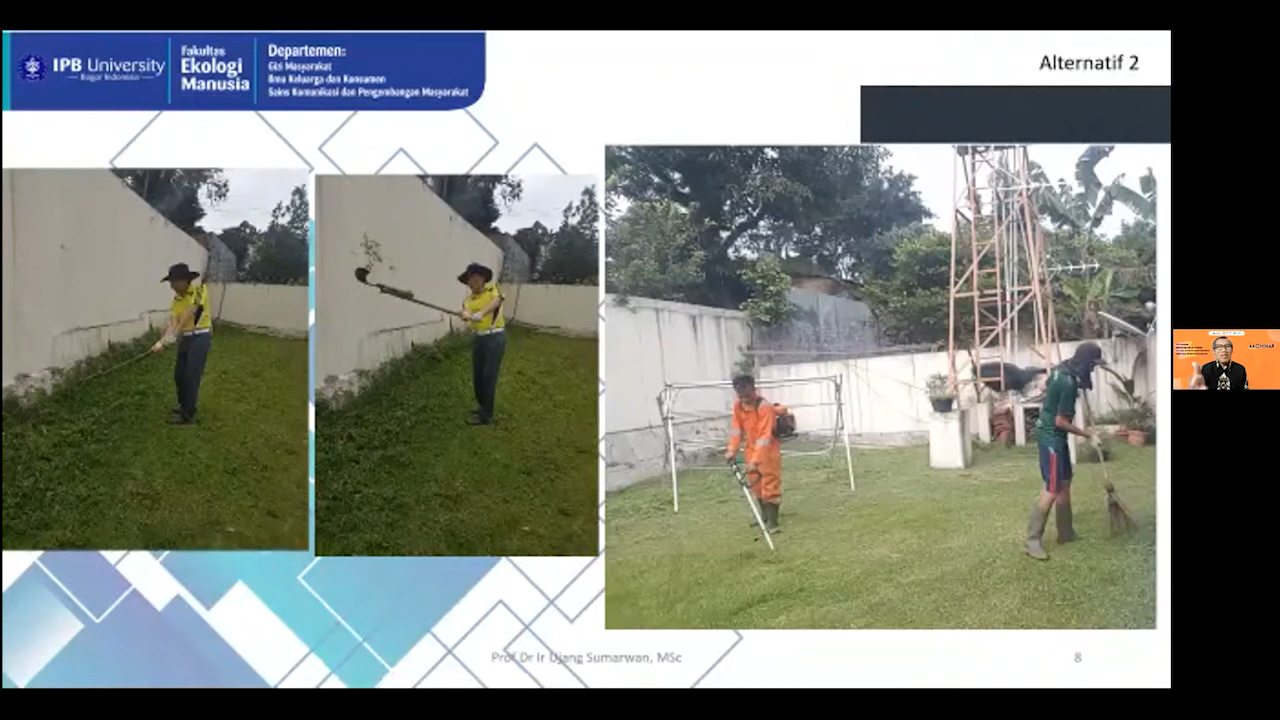 IPB University
Bogor Indonesia
Fakultas
Ekologi
Manusia
Departemen:
Gizi Masyarakat
Ilmu Keluarga dan Konsumen
Sains Komunikasi dan Pengembangan Masyarakat
Alternatif 2
Prof Dr Ir Ujang Sumarwan, MSc
8